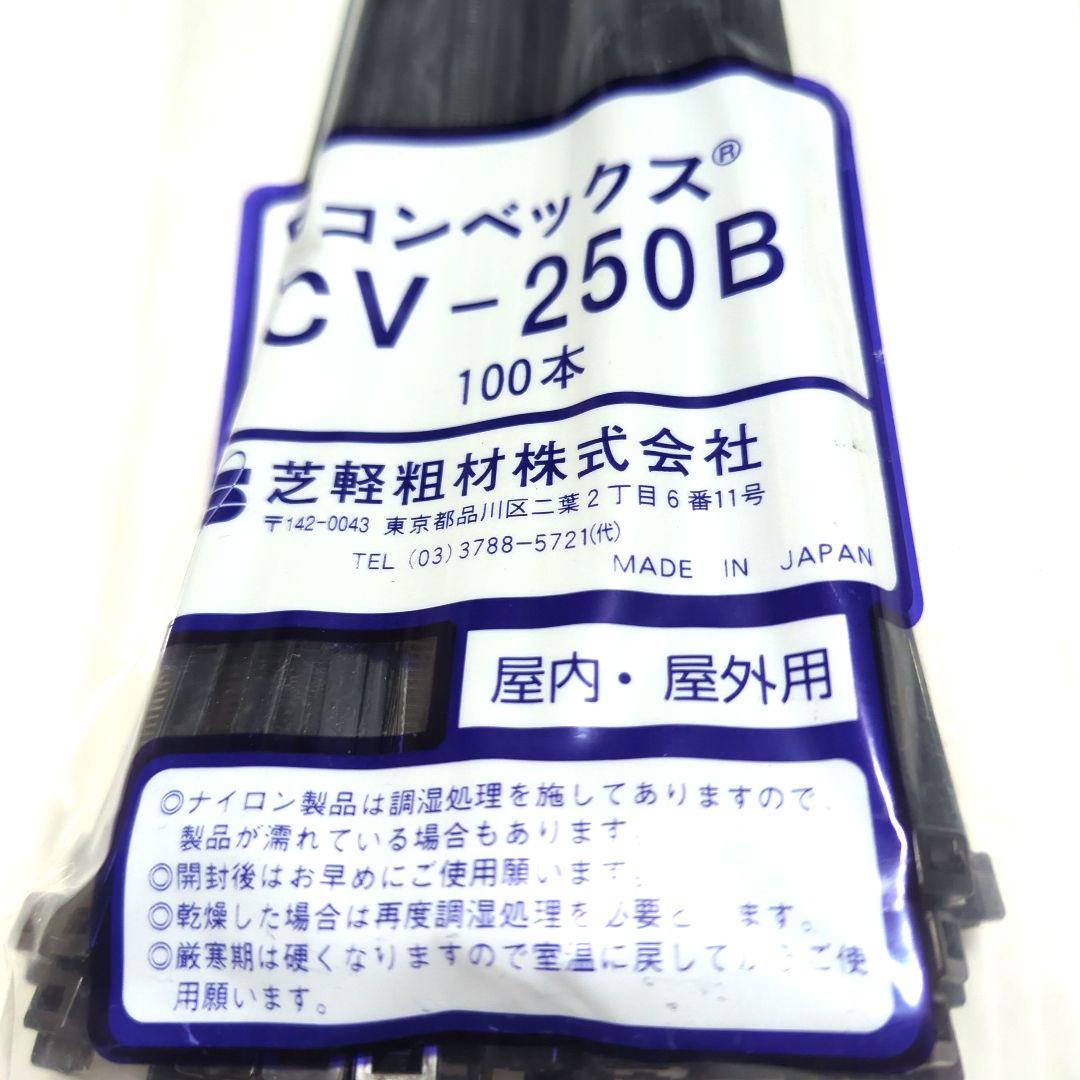 コンベックス®
CV-250B
100本
芝軽粗材株式会社
〒142-0043 東京都品川区二葉2丁目6番11号
TEL (03)3788-5721(代)
MADE IN JAPAN
屋内・屋外用
◎ナイロン製品は調湿処理を施してありますので、
製品が濡れている場合もあります。
◎開封後はお早めにご使用願います。
◎乾燥した場合は再度調湿処理を必要と ます。
◎厳寒期は硬くなりますので室温に戻してからご使
用願います。